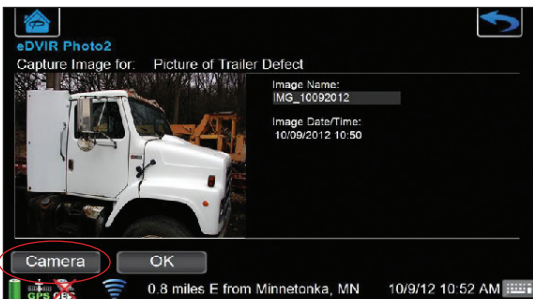 eDVIR Photo2
Capture Image for: Picture of Trailer Defect
Image Name:
IMG_10092012
Image Date/Time:
10/09/2012 10:50
Camera
OK
GPS OBC
0.8 miles E from Minnetonka, MN
10/9/12 10:52 AM